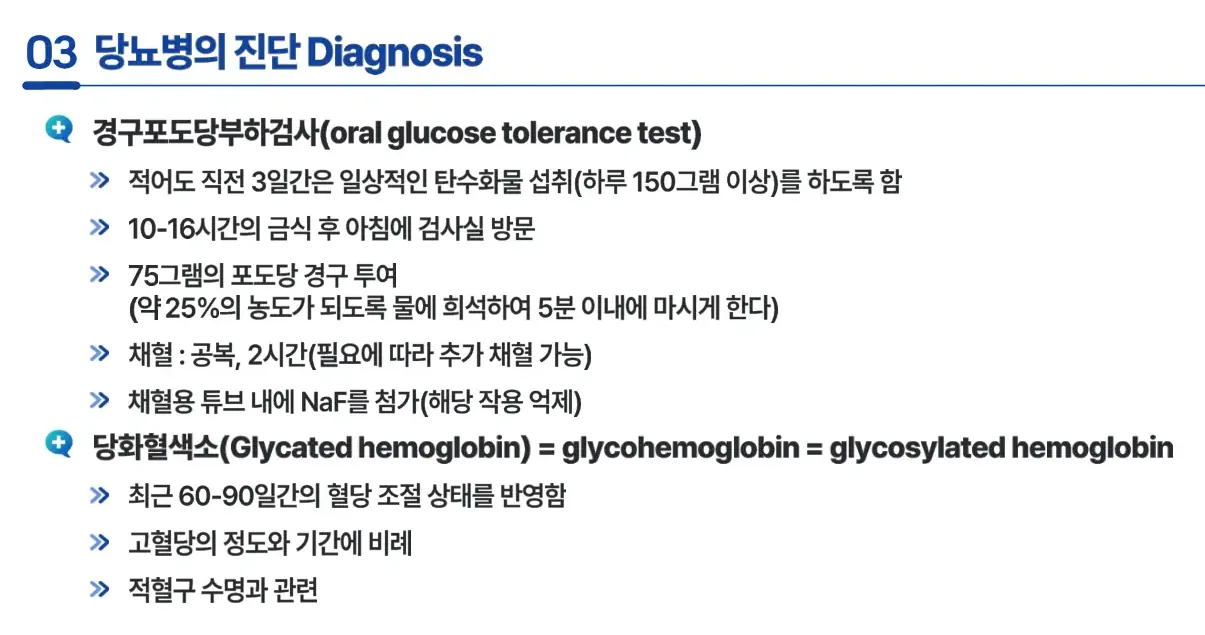 03 당뇨병의 진단 Diagnosis
경구포도당부하검사(oral glucose tolerance test)
적어도 직전 3일간은 일상적인 탄수화물 섭취(하루 150그램 이상)를 하도록 함
10-16시간의 금식 후 아침에 검사실 방문
75그램의 포도당 경구 투여
(약 25%의 농도가 되도록 물에 희석하여 5분 이내에 마시게 한다)
채혈 : 공복, 2시간(필요에 따라 추가 채혈 가능)
채혈용 튜브 내에 NaF를 첨가(해당 작용 억제)
당화혈색소(Glycated hemoglobin) = glycohemoglobin = glycosylated hemoglobin
최근 60-90일간의 혈당 조절 상태를 반영함
고혈당의 정도와 기간에 비례
적혈구 수명과 관련